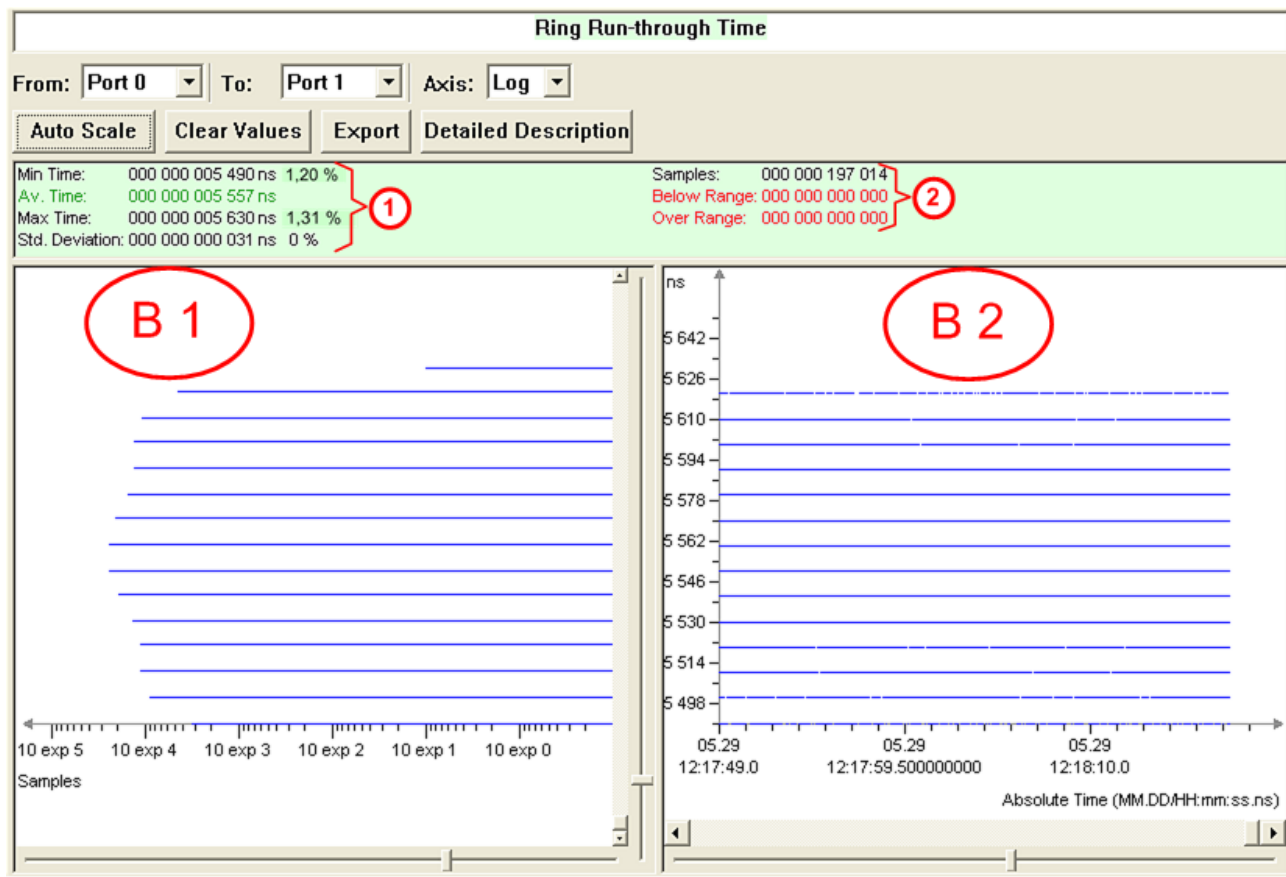 Ring Run-through Time
From: Port 0 To: Port 1 Axis: Log
Auto Scale Clear Values Export Detailed Description
Min Time: 000 000 005 490 ns 1,20 %
Av. Time: 000 000 005 557 ns
Max Time: 000 000 005 630 ns 1,31 %
Std. Deviation: 000 000 000 031 ns 0 %
1
Samples: 000 000 197 014
Below Range: 000 000 000 000
Over Range: 000 000 000 000
2
B 1
10 exp 5 10 exp 4 10 exp 3 10 exp 2 10 exp 1 10 exp 0
Samples
ns
B 2
5 642
5 626
5 610
5 594
5 578
5 562
5 546
5 530
5 514
5 498
05.29 05.29 05.29
12:17:49.0 12:17:59.500000000 12:18:10.0
Absolute Time (MM.DD/HH:mm:ss.ns)